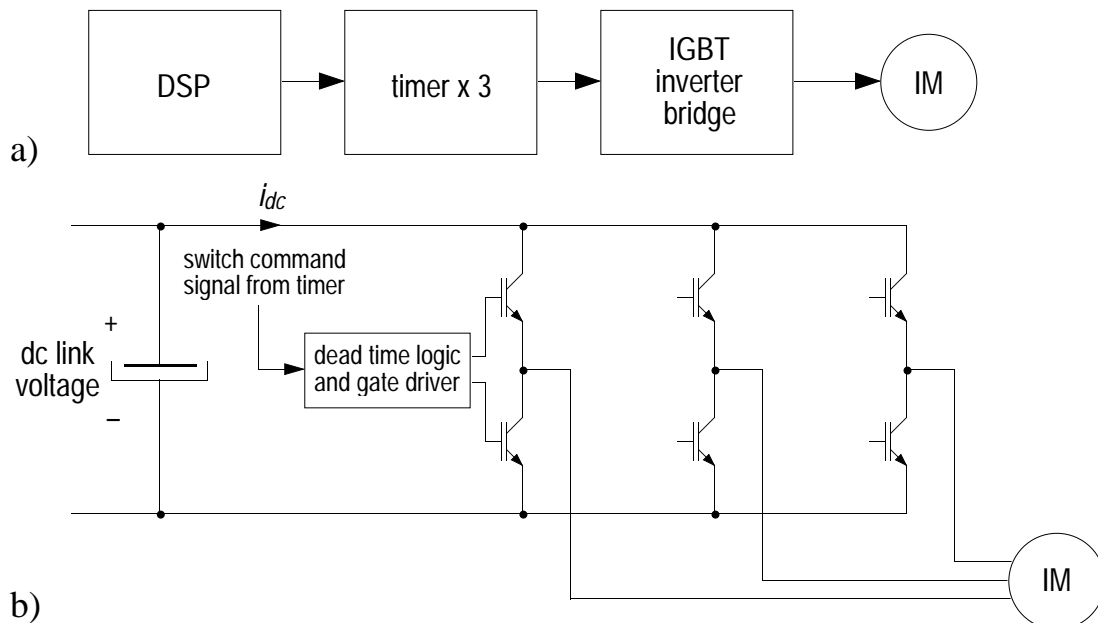 DSP
timer x 3
IGBT
inverter
bridge
IM
a)
idc
switch command
signal from timer
+
dc link
voltage
−
dead time logic
and gate driver
IM
b)